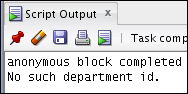 Script Output
Task comp
anonymous block completed
No such department id.